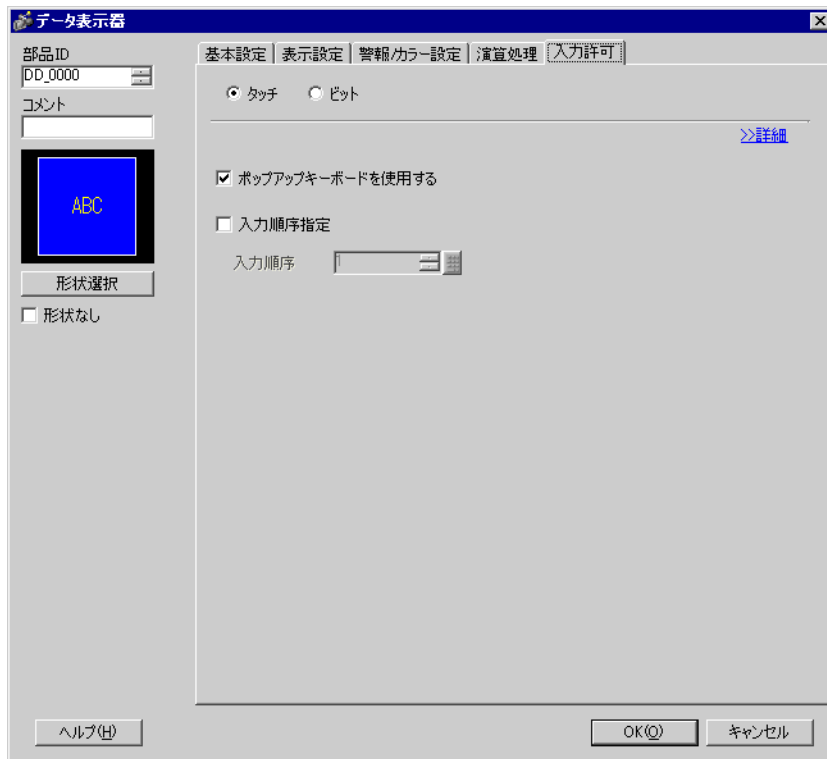 データ表示器
部品ID
DD_0000
コメント
ABC
形状選択
形状なし
基本設定 表示設定 警報/カラー設定 演算処理 入力許可
タッチ ビット
>>詳細
ポップアップキーボードを使用する
入力順序指定
入力順序 1
ヘルプ(H) OK(O) キャンセル